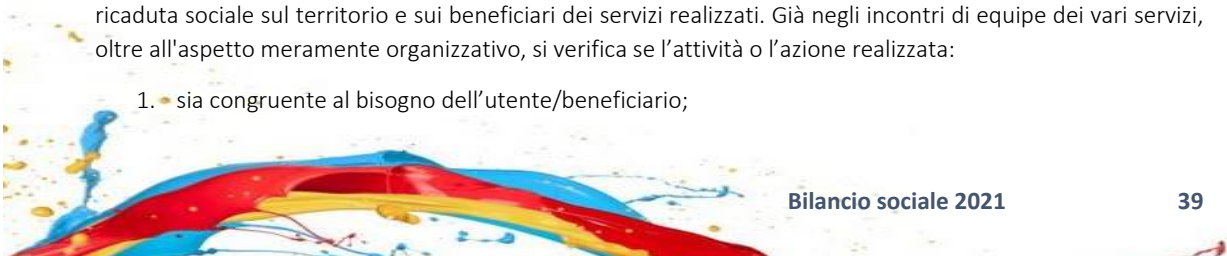 ricaduta sociale sul territorio e sui beneficiari dei servizi realizzati. Già negli incontri di equipe dei vari servizi,
oltre all'aspetto meramente organizzativo, si verifica se l’attività o l’azione realizzata:
1. sia congruente al bisogno dell’utente/beneficiario;
Bilancio sociale 2021 39